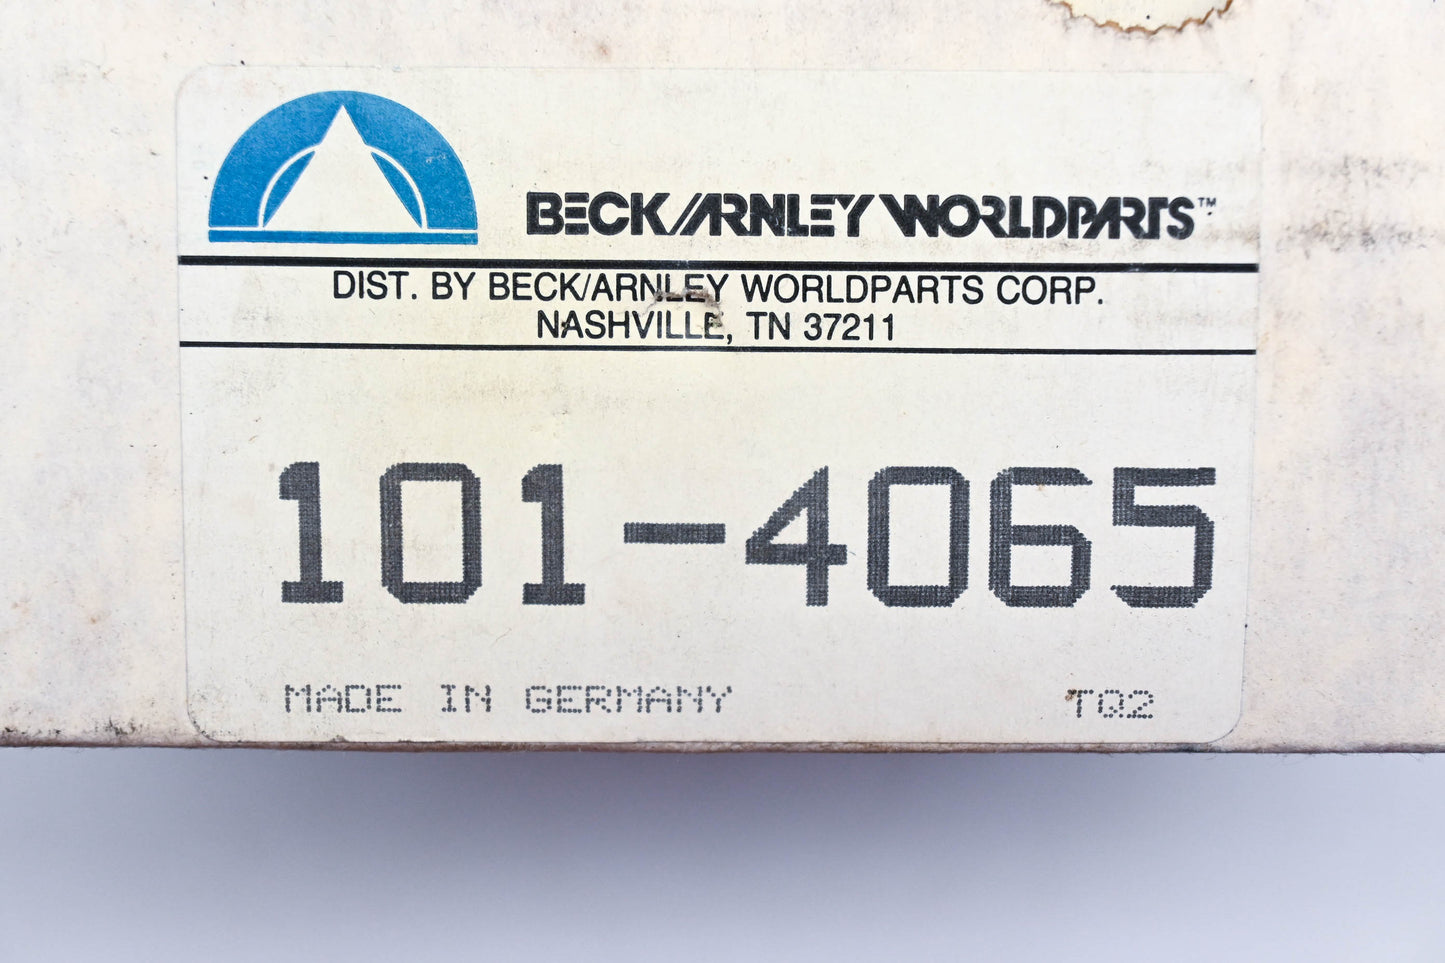 BECK/ARNLEY WORLDPARTS™
DIST. BY BECK/ARNLEY WORLDPARTS CORP.
NASHVILLE, TN 37211
101-4065
MADE IN GERMANY TQ2